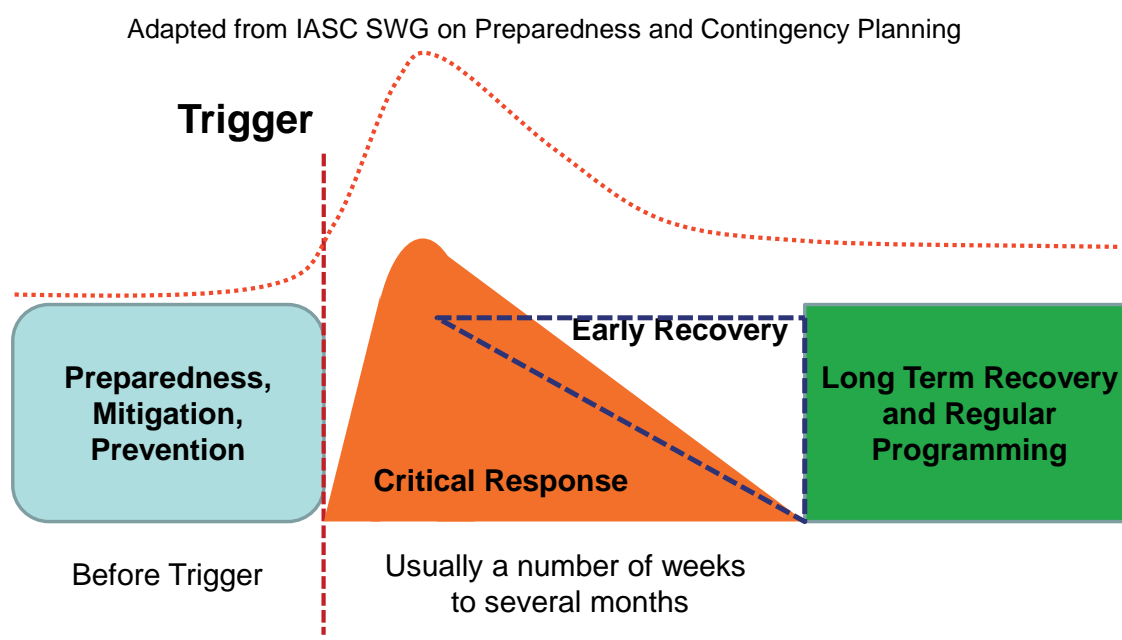 Adapted from IASC SWG on Preparedness and Contingency Planning
Trigger
Early Recovery
Preparedness,
Mitigation,
Prevention
Long Term Recovery
and Regular
Programming
Critical Response
Before Trigger
Usually a number of weeks
to several months